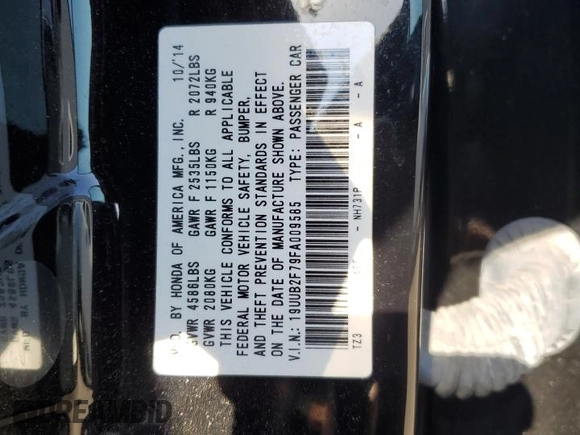 MFD. BY HONDA OF AMERICA MFG., INC. 10/'14
GVWR 4586LBS GAWR F 2535LBS R 2072LBS
GVWR 2080KG GAWR F 1150KG R 940KG
THIS VEHICLE CONFORMS TO ALL APPLICABLE
FEDERAL MOTOR VEHICLE SAFETY, BUMPER,
AND THEFT PREVENTION STANDARDS IN EFFECT
ON THE DATE OF MANUFACTURE SHOWN ABOVE.
V.I.N.: 19UUB2F79FA009585 TYPE: PASSENGER CAR
TZ3 - NH731P - A - A
DREAMBID